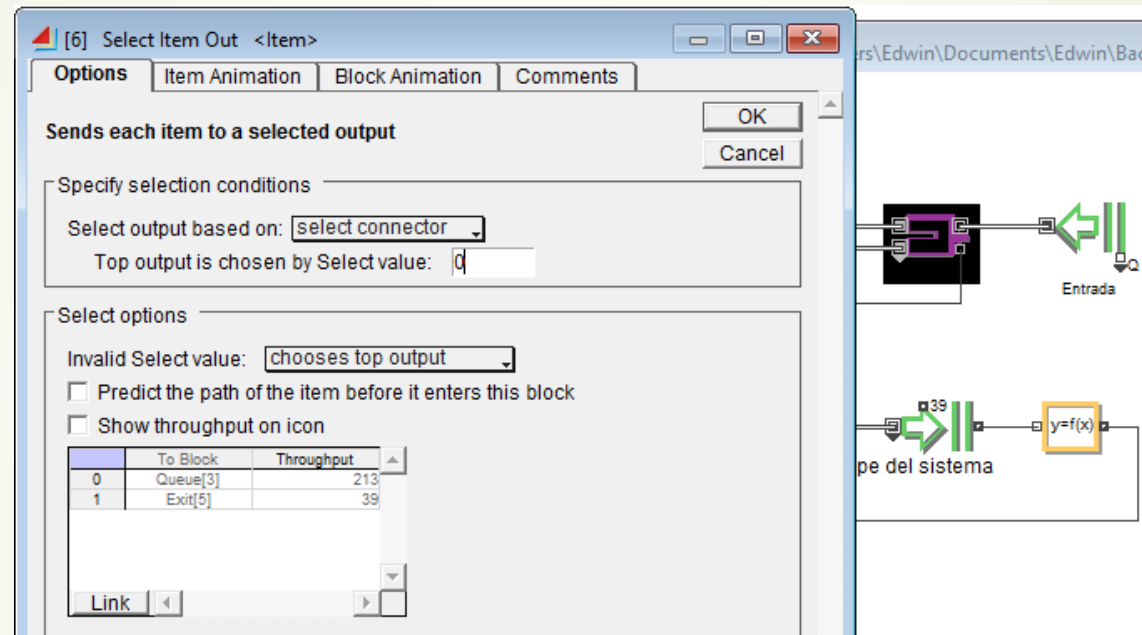 [6] Select Item Out <Item>
ers\Edwin\Documents\Edwin\Bac
Options Item Animation Block Animation Comments
OK
Sends each item to a selected output
Cancel
Specify selection conditions
Select output based on: select connector
Top output is chosen by Select value: 0
Q
Entrada
Select options
Invalid Select value: chooses top output
Predict the path of the item before it enters this block
Show throughput on icon
39
y=f(x)
pe del sistema
To Block Throughput
0 Queue[3] 213
1 Exit[5] 39
Link